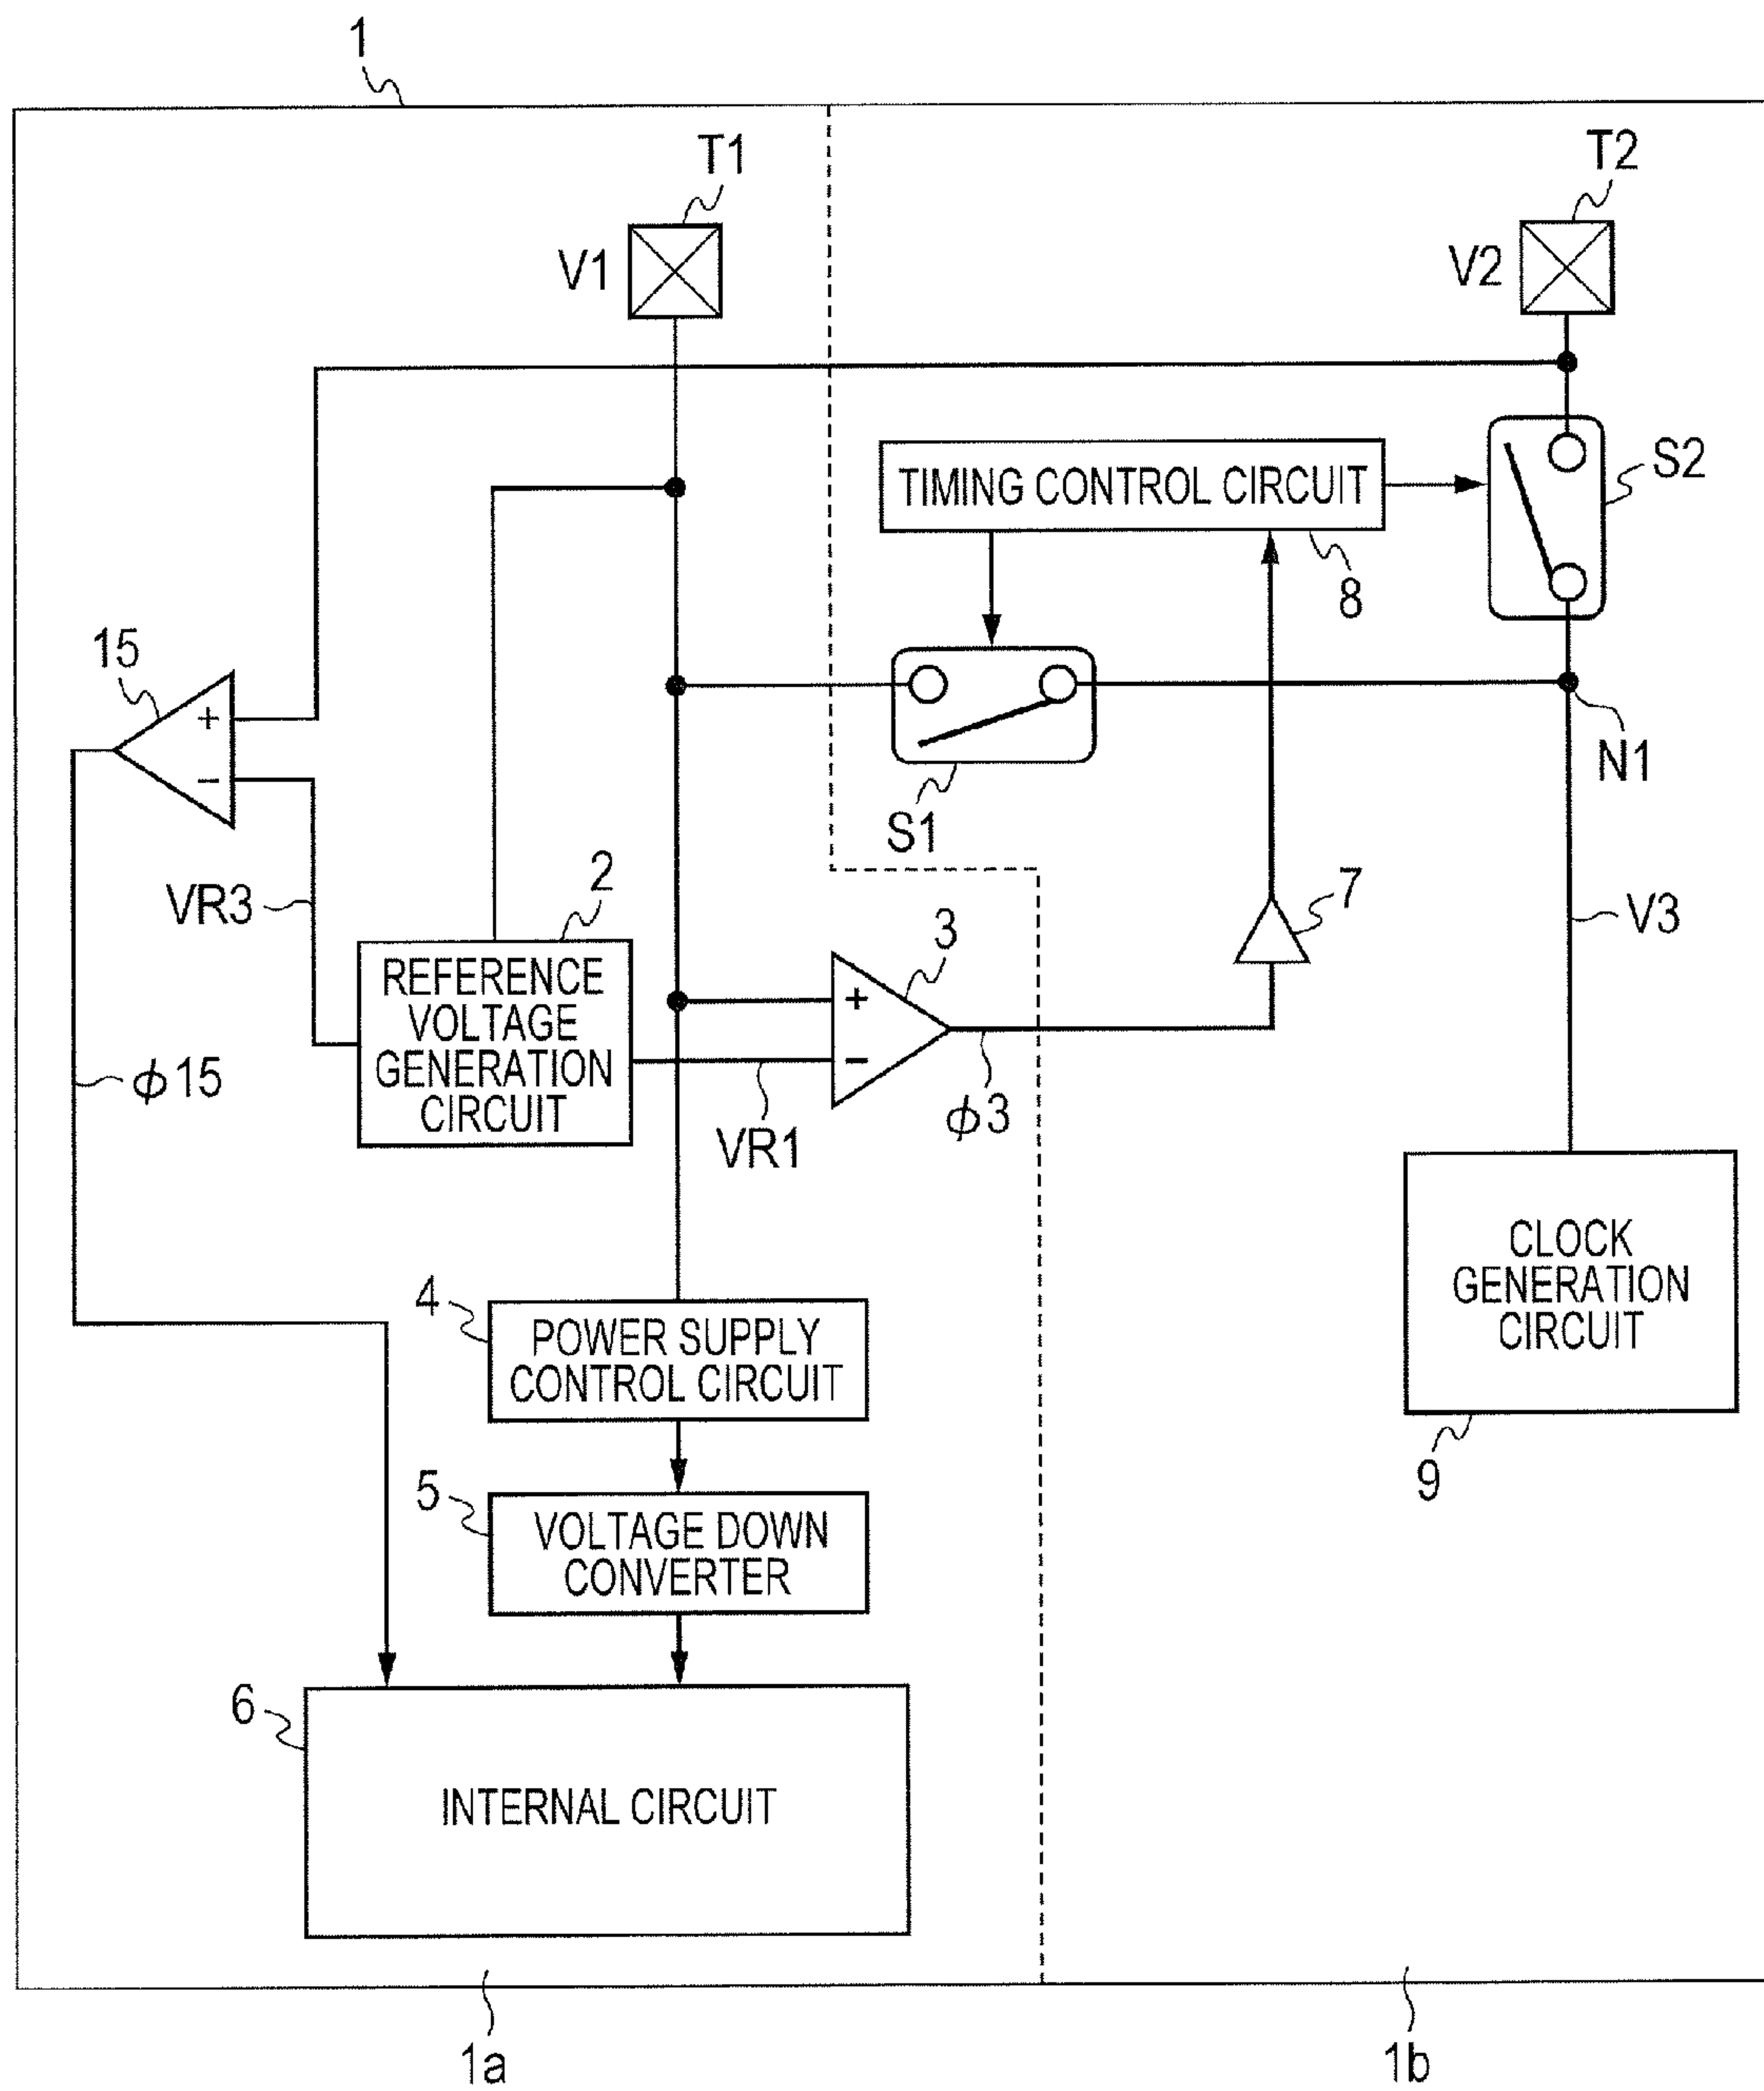 1
T1
T2
V1
V2
TIMING CONTROL CIRCUIT
S2
8
15
+
−
S1
N1
VR3
2
3
7
V3
REFERENCE
VOLTAGE
GENERATION
CIRCUIT
+
−
ϕ15
VR1
ϕ3
CLOCK
GENERATION
CIRCUIT
4
POWER SUPPLY
CONTROL CIRCUIT
9
5
VOLTAGE DOWN
CONVERTER
6
INTERNAL CIRCUIT
1a
1b